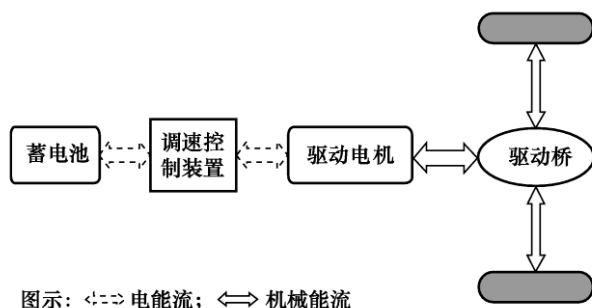 蓄电池
调速控
制装置
驱动电机
驱动桥
图示： 电能流； 机械能流